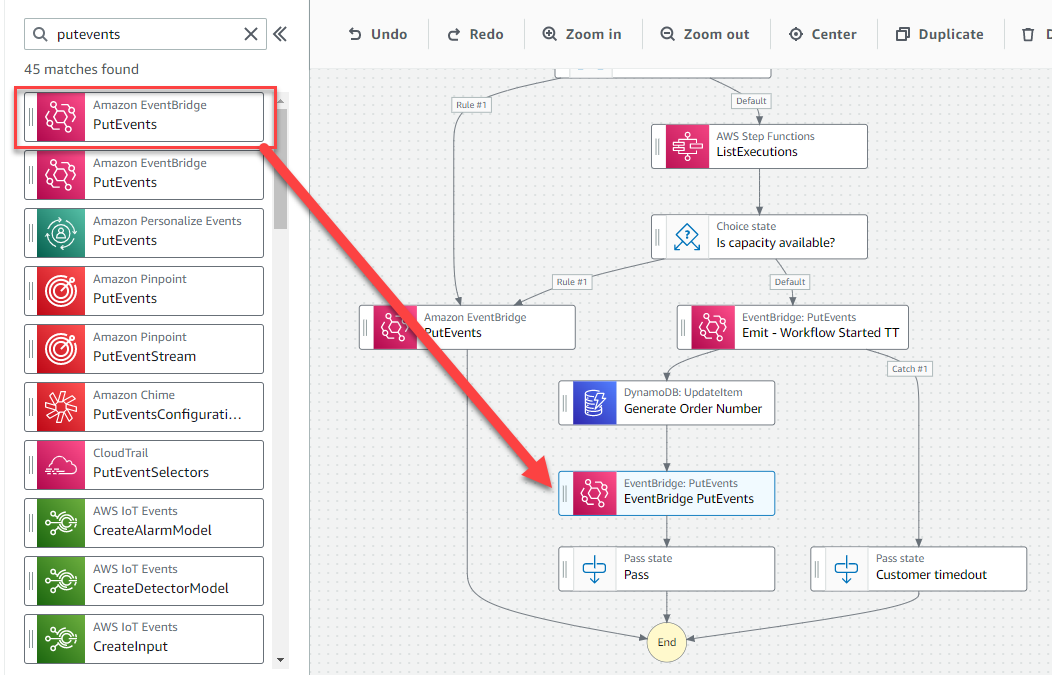 putevents
45 matches found
Amazon EventBridge
PutEvents
Amazon EventBridge
PutEvents
Amazon Personalize Events
PutEvents
Amazon Pinpoint
PutEvents
Amazon Pinpoint
PutEventStream
Amazon Chime
PutEventsConfigurati...
CloudTrail
PutEventSelectors
AWS IoT Events
CreateAlarmModel
AWS IoT Events
CreateDetectorModel
AWS IoT Events
CreateInput
Undo
Redo
Zoom in
Zoom out
Center
Duplicate
D
Rule #1
Default
AWS Step Functions
ListExecutions
Choice state
Is capacity available?
Rule #1
Default
Amazon EventBridge
PutEvents
EventBridge: PutEvents
Emit - Workflow Started TT
Catch #1
DynamoDB: UpdateItem
Generate Order Number
EventBridge: PutEvents
EventBridge PutEvents
Pass state
Pass
Pass state
Customer timedout
End